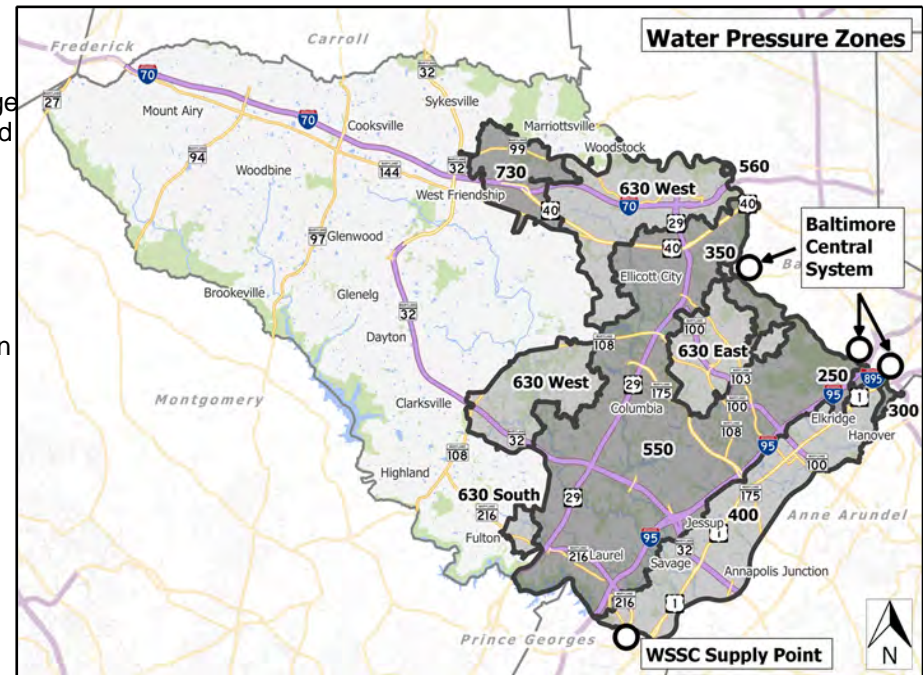 Water Pressure Zones
Frederick
Carroll
ge
d
n
70
27
32
Mount Airy
Sykesville
70
Cooksville
Marriottsville
99
Woodstock
94
Woodbine
144
32
730
560
West Friendship
630 West
70
40
40
29
Baltimore
Central
System
Ba
97
Glenwood
40
350
Ellicott City
Brookeville
Glenelg
32
100
Dayton
108
630 East
630 West
29
175
103
250
895
Montgomery
Clarksville
Columbia
100
95
1
300
Elkridge
Hanover
32
108
95
108
550
100
Highland
630 South
175
216
29
400
Anne Arundel
Fulton
Jessup
95
1
216
Laurel
32
Savage
Annapolis Junction
216
1
Prince Georges
WSSC Supply Point
N